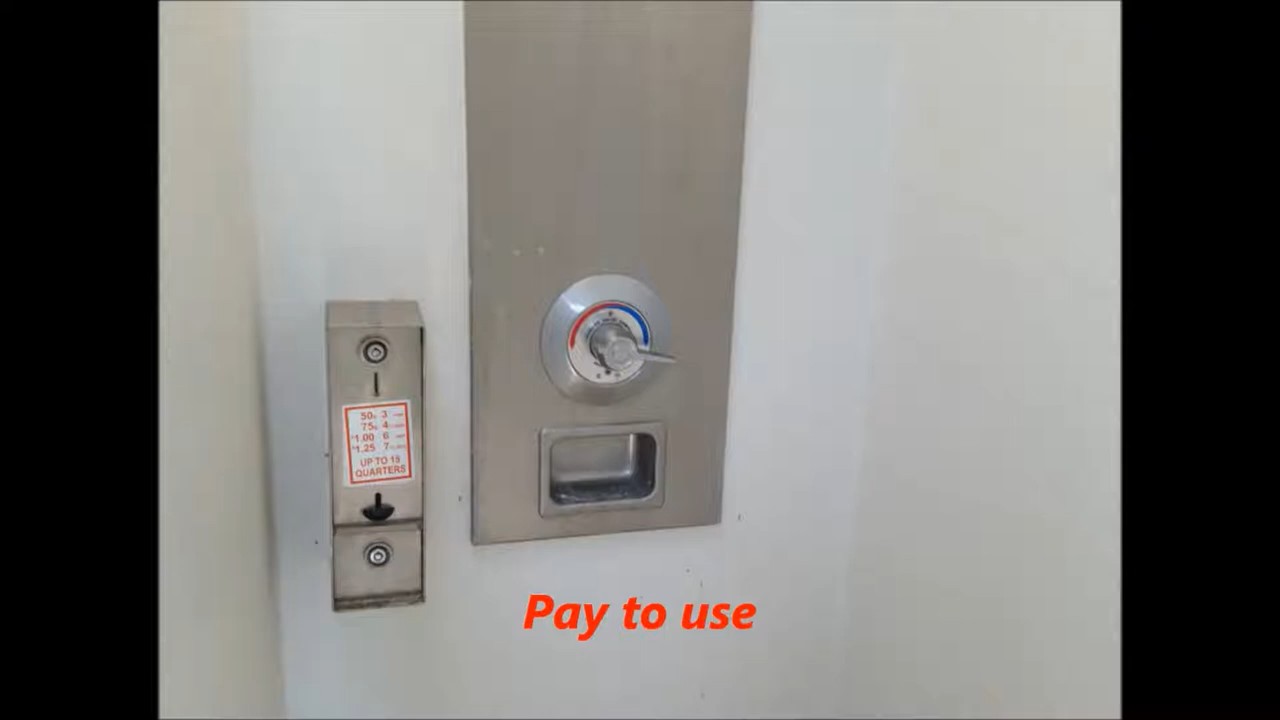 50¢ 3
75¢ 4
$1.00 6
$1.25 7
UP TO 15
QUARTERS
Pay to use